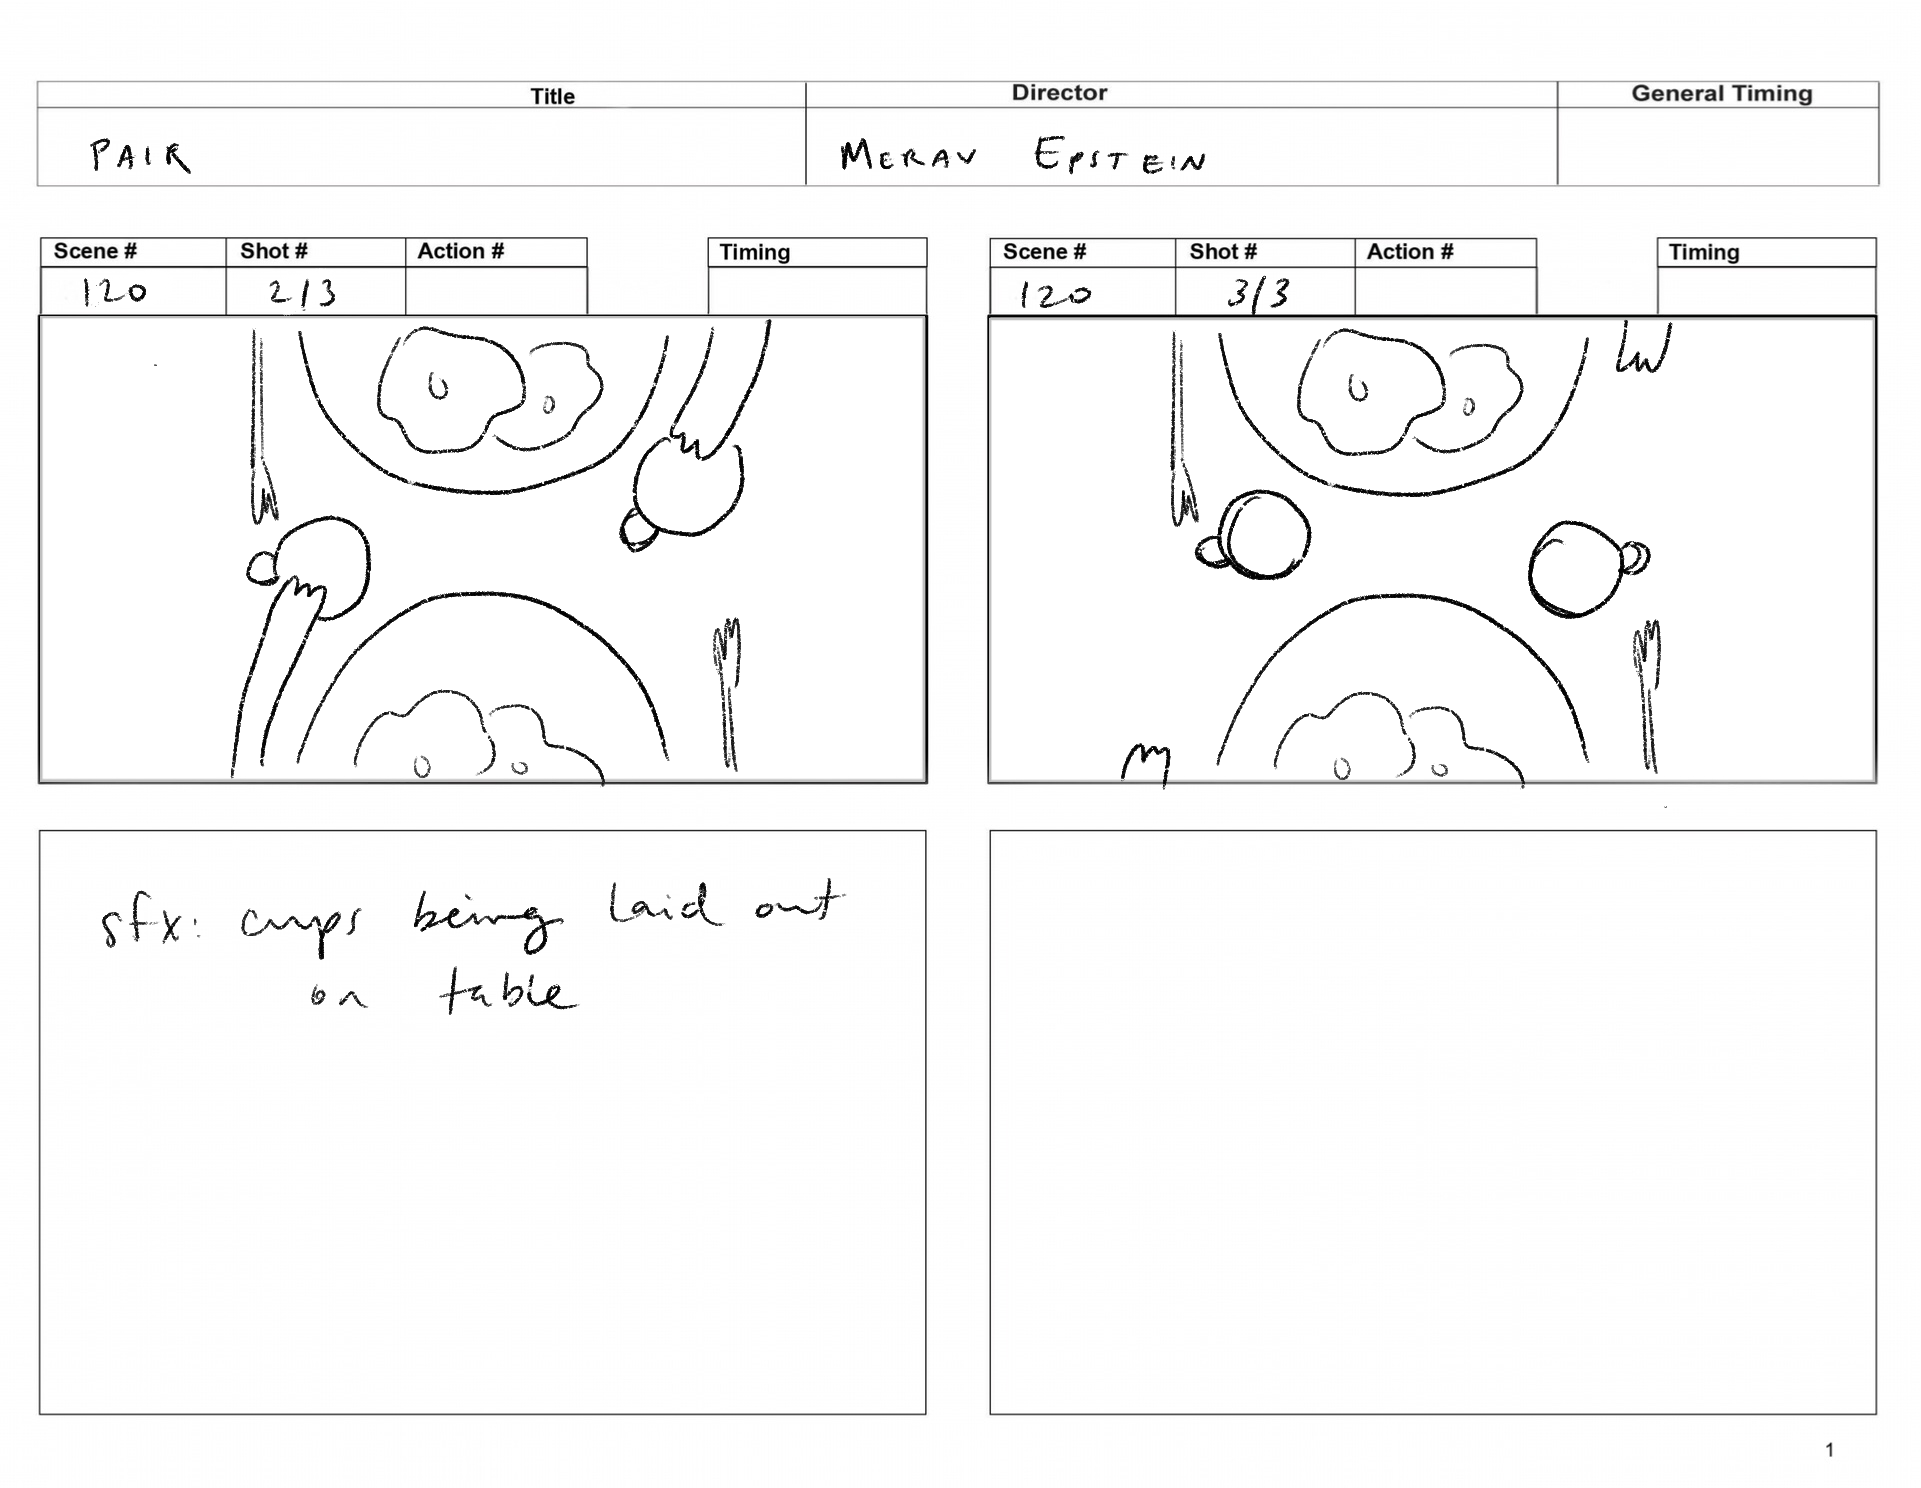 Title
Director
General Timing
PAIR
MERAV EPSTEIN
Scene # Shot # Action # Timing
120 2/3
Scene # Shot # Action # Timing
120 3/3
sfx: cups being laid out
on table
1